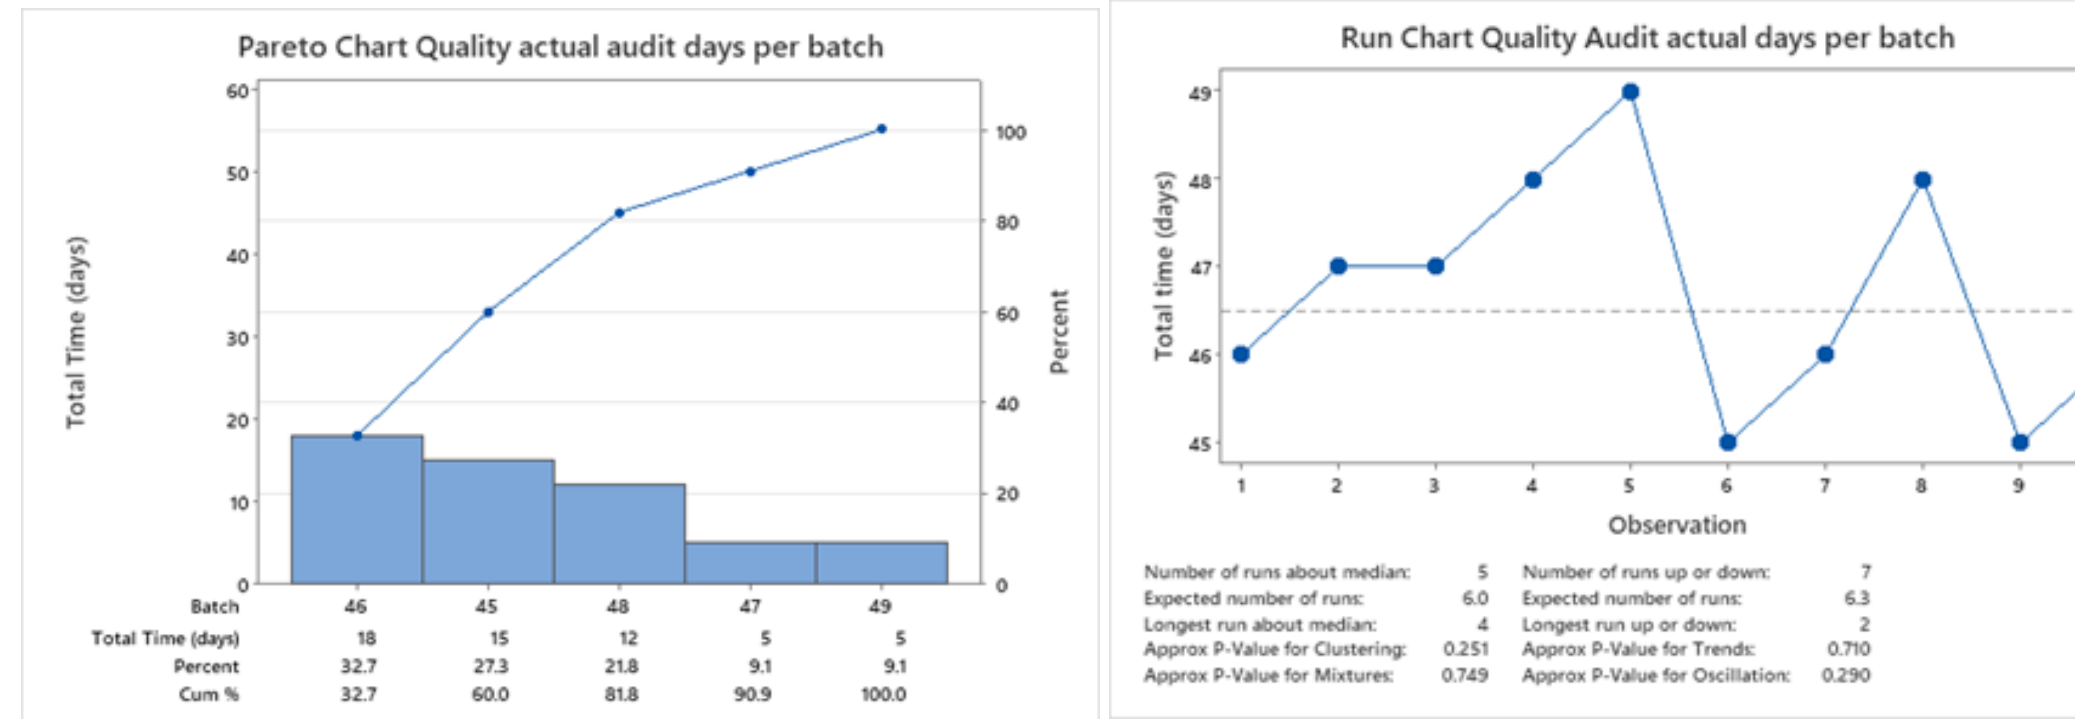 Pareto Chart Quality actual audit days per batch
60
50
40
30
20
10
0
Total Time (days)
100
80
60
40
20
0
Percent
Batch 46 45 48 47 49
Total Time (days) 18 15 12 5 5
Percent 32.7 27.3 21.8 9.1 9.1
Cum % 32.7 60.0 81.8 90.9 100.0
Run Chart Quality Audit actual days per batch
49
48
47
46
45
Total time (days)
1 2 3 4 5 6 7 8 9
Observation
Number of runs about median: 5 Number of runs up or down: 7
Expected number of runs: 6.0 Expected number of runs: 6.3
Longest run about median: 4 Longest run up or down: 2
Approx P-Value for Clustering: 0.251 Approx P-Value for Trends: 0.710
Approx P-Value for Mixtures: 0.749 Approx P-Value for Oscillation: 0.290